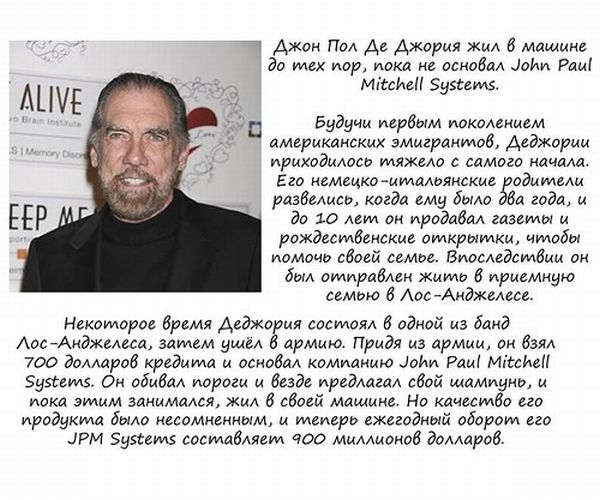 Джон Пол Де Джория жил в машине
до тех пор, пока не основал John Paul
Mitchell Systems.
Будучи первым поколением
американских эмигрантов, Деджории
приходилось тяжело с самого начала.
Его немецко-итальянские родители
развелись, когда ему было два года, и
до 10 лет он продавал газеты и
рождественские открытки, чтобы
помочь своей семье. Впоследствии он
был отправлен жить в приемную
семью в Лос-Анджелесе.
Некоторое время Деджория состоял в одной из банд
Лос-Анджелеса, затем ушёл в армию. Придя из армии, он взял
700 долларов кредита и основал компанию John Paul Mitchell
Systems. Он обивал пороги и везде предлагал свой шампунь, и
пока этим занимался, жил в своей машине. Но качество его
продукта было несомненным, и теперь ежегодный оборот его
JPM Systems составляет 900 миллионов долларов.
ALIVE
Brain Institute
Memory Disor
EEP ME